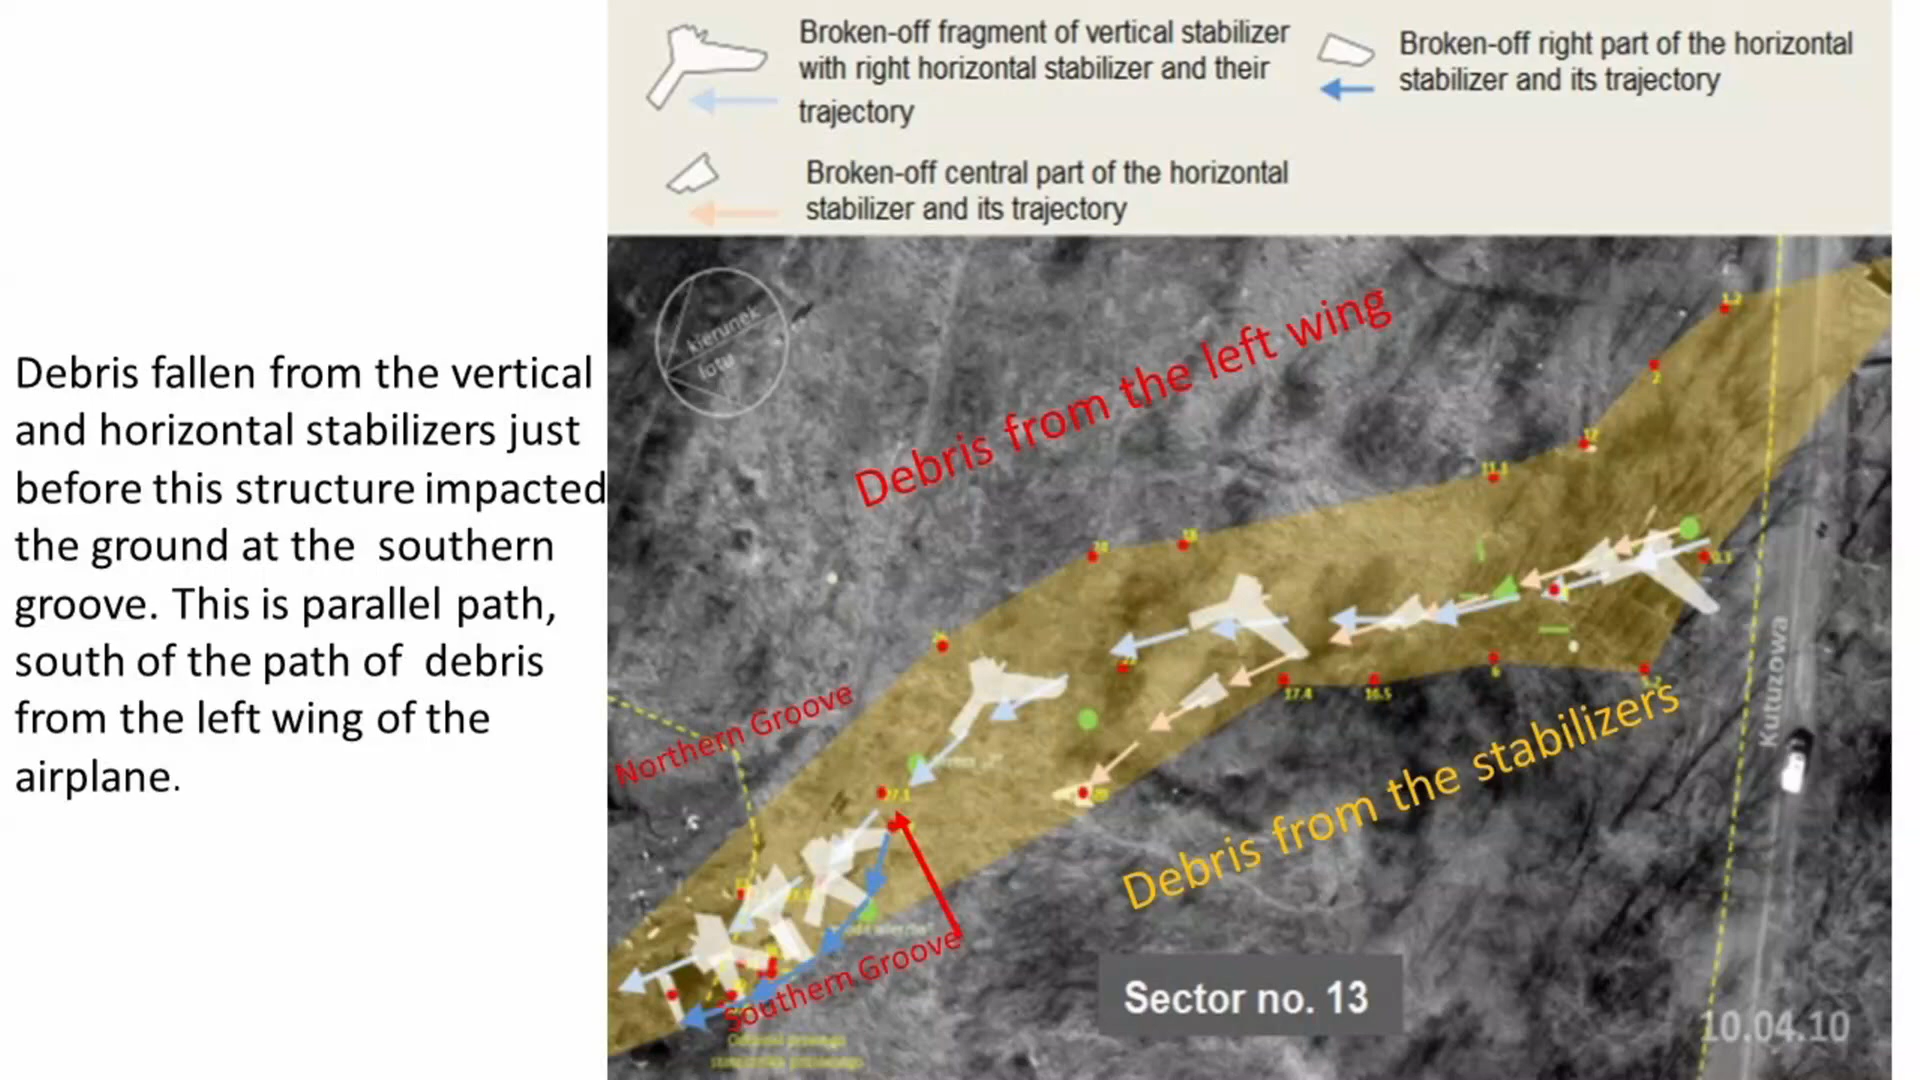 Broken-off fragment of vertical stabilizer
with right horizontal stabilizer and their
trajectory
Broken-off right part of the horizontal
stabilizer and its trajectory
Broken-off central part of the horizontal
stabilizer and its trajectory
Debris fallen from the vertical
and horizontal stabilizers just
before this structure impacted
the ground at the southern
groove. This is parallel path,
south of the path of debris
from the left wing of the
airplane.
kierunek
lotu
Debris from the left wing
Northern Groove
Southern Groove
Debris from the stabilizers
Kutuzowa
17.4
16.5
Sector no. 13
10.04.10